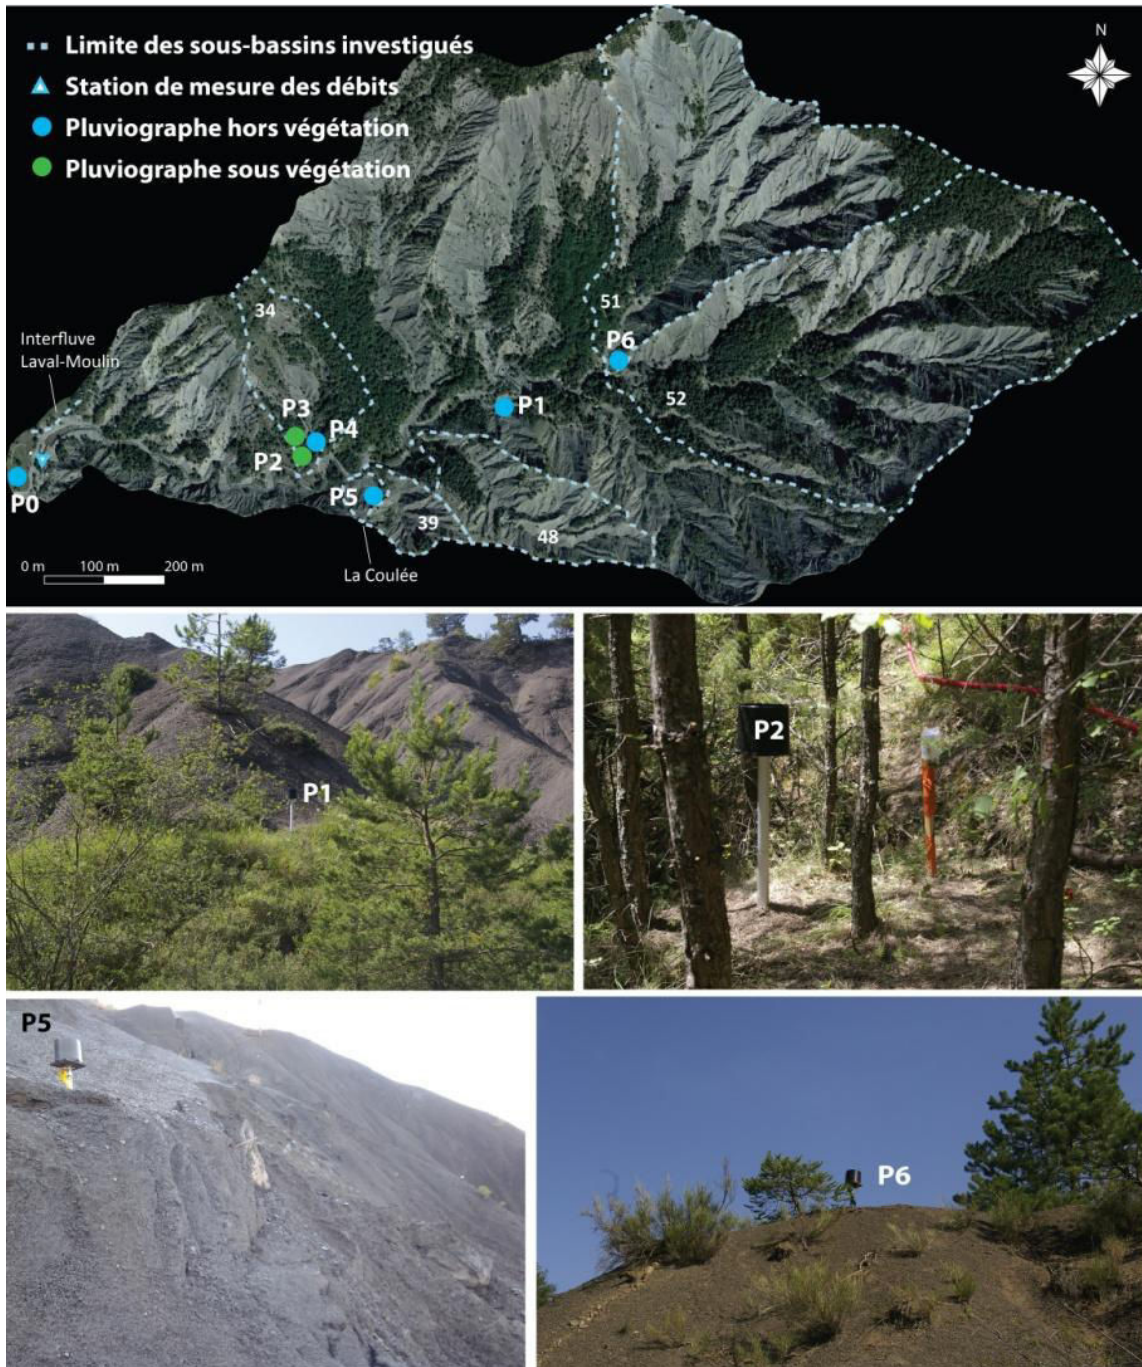 Limite des sous-bassins investigués
Station de mesure des débits
Pluviographe hors végétation
Pluviographe sous végétation
N
34
51
Interfluve
Laval-Moulin
P6
52
P1
P3
P4
P2
P0
P5
39
48
0 m 100 m 200 m
La Coulée
P1
P2
P5
P6